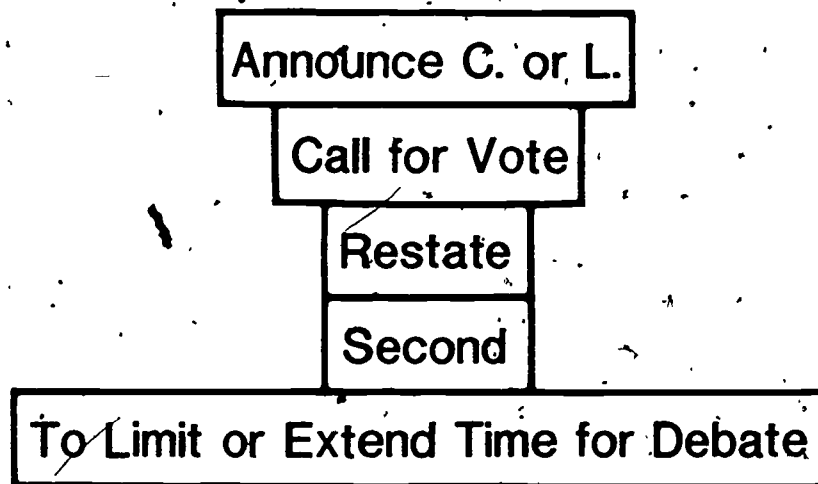 Announce C. or L.
Call for Vote
Restate
Second
To Limit or Extend Time for Debate